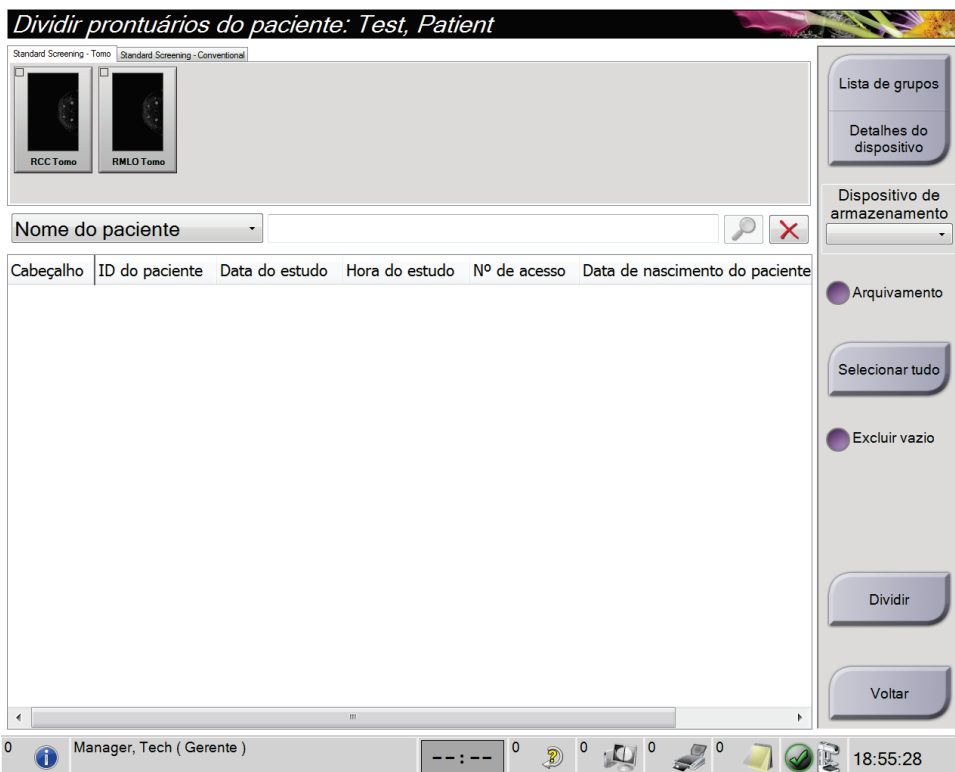 Dividir prontuários do paciente: Test, Patient
Standard Screening - Tomo
Standard Screening - Conventional
RCC Tomo
RMLO Tomo
Lista de grupos
Detalhes do
dispositivo
Dispositivo de
armazenamento
Nome do paciente
Cabeçalho ID do paciente Data do estudo Hora do estudo Nº de acesso Data de nascimento do paciente
Arquivamento
Selecionar tudo
Excluir vazio
Dividir
Voltar
0 Manager, Tech ( Gerente ) --:-- 0 0 0 0 18:55:28